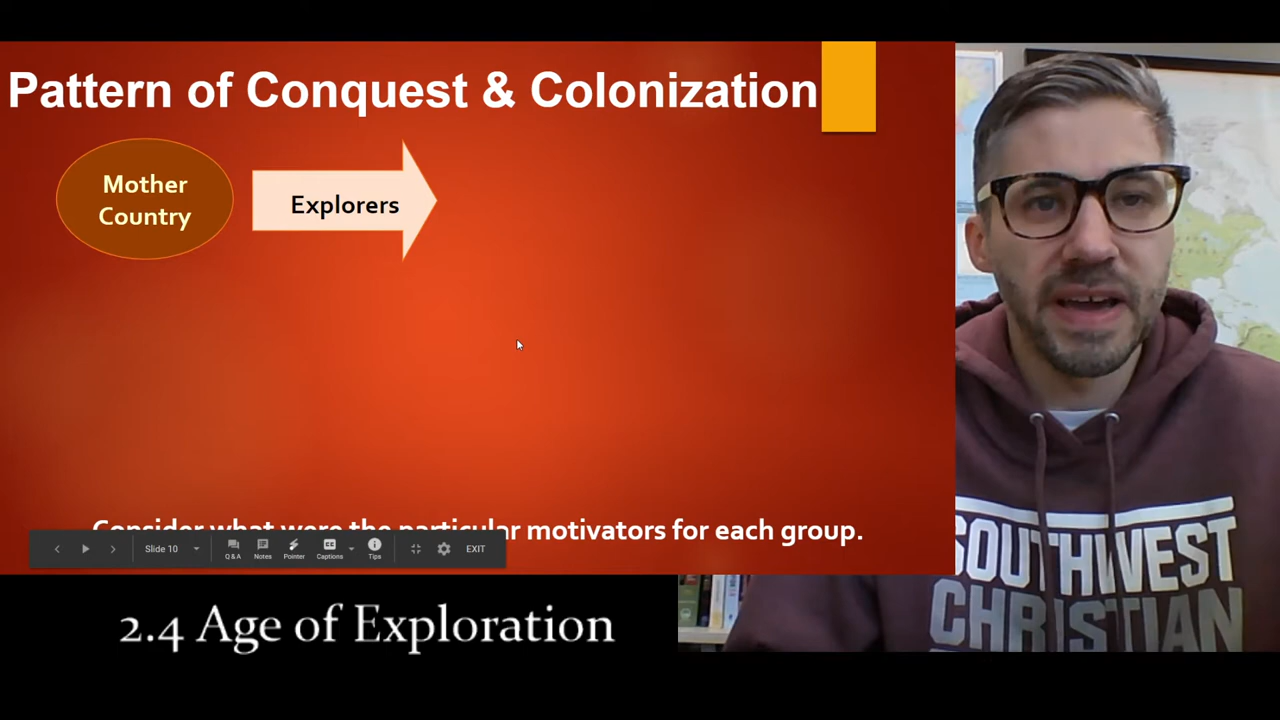 Pattern of Conquest & Colonization
Mother
Country
Explorers
Consider what were the particular motivators for each group.
Slide 10
Q & A
Notes
Pointer
Captions
Tips
EXIT
2.4 Age of Exploration
SOUTHWEST
CHRISTIAN